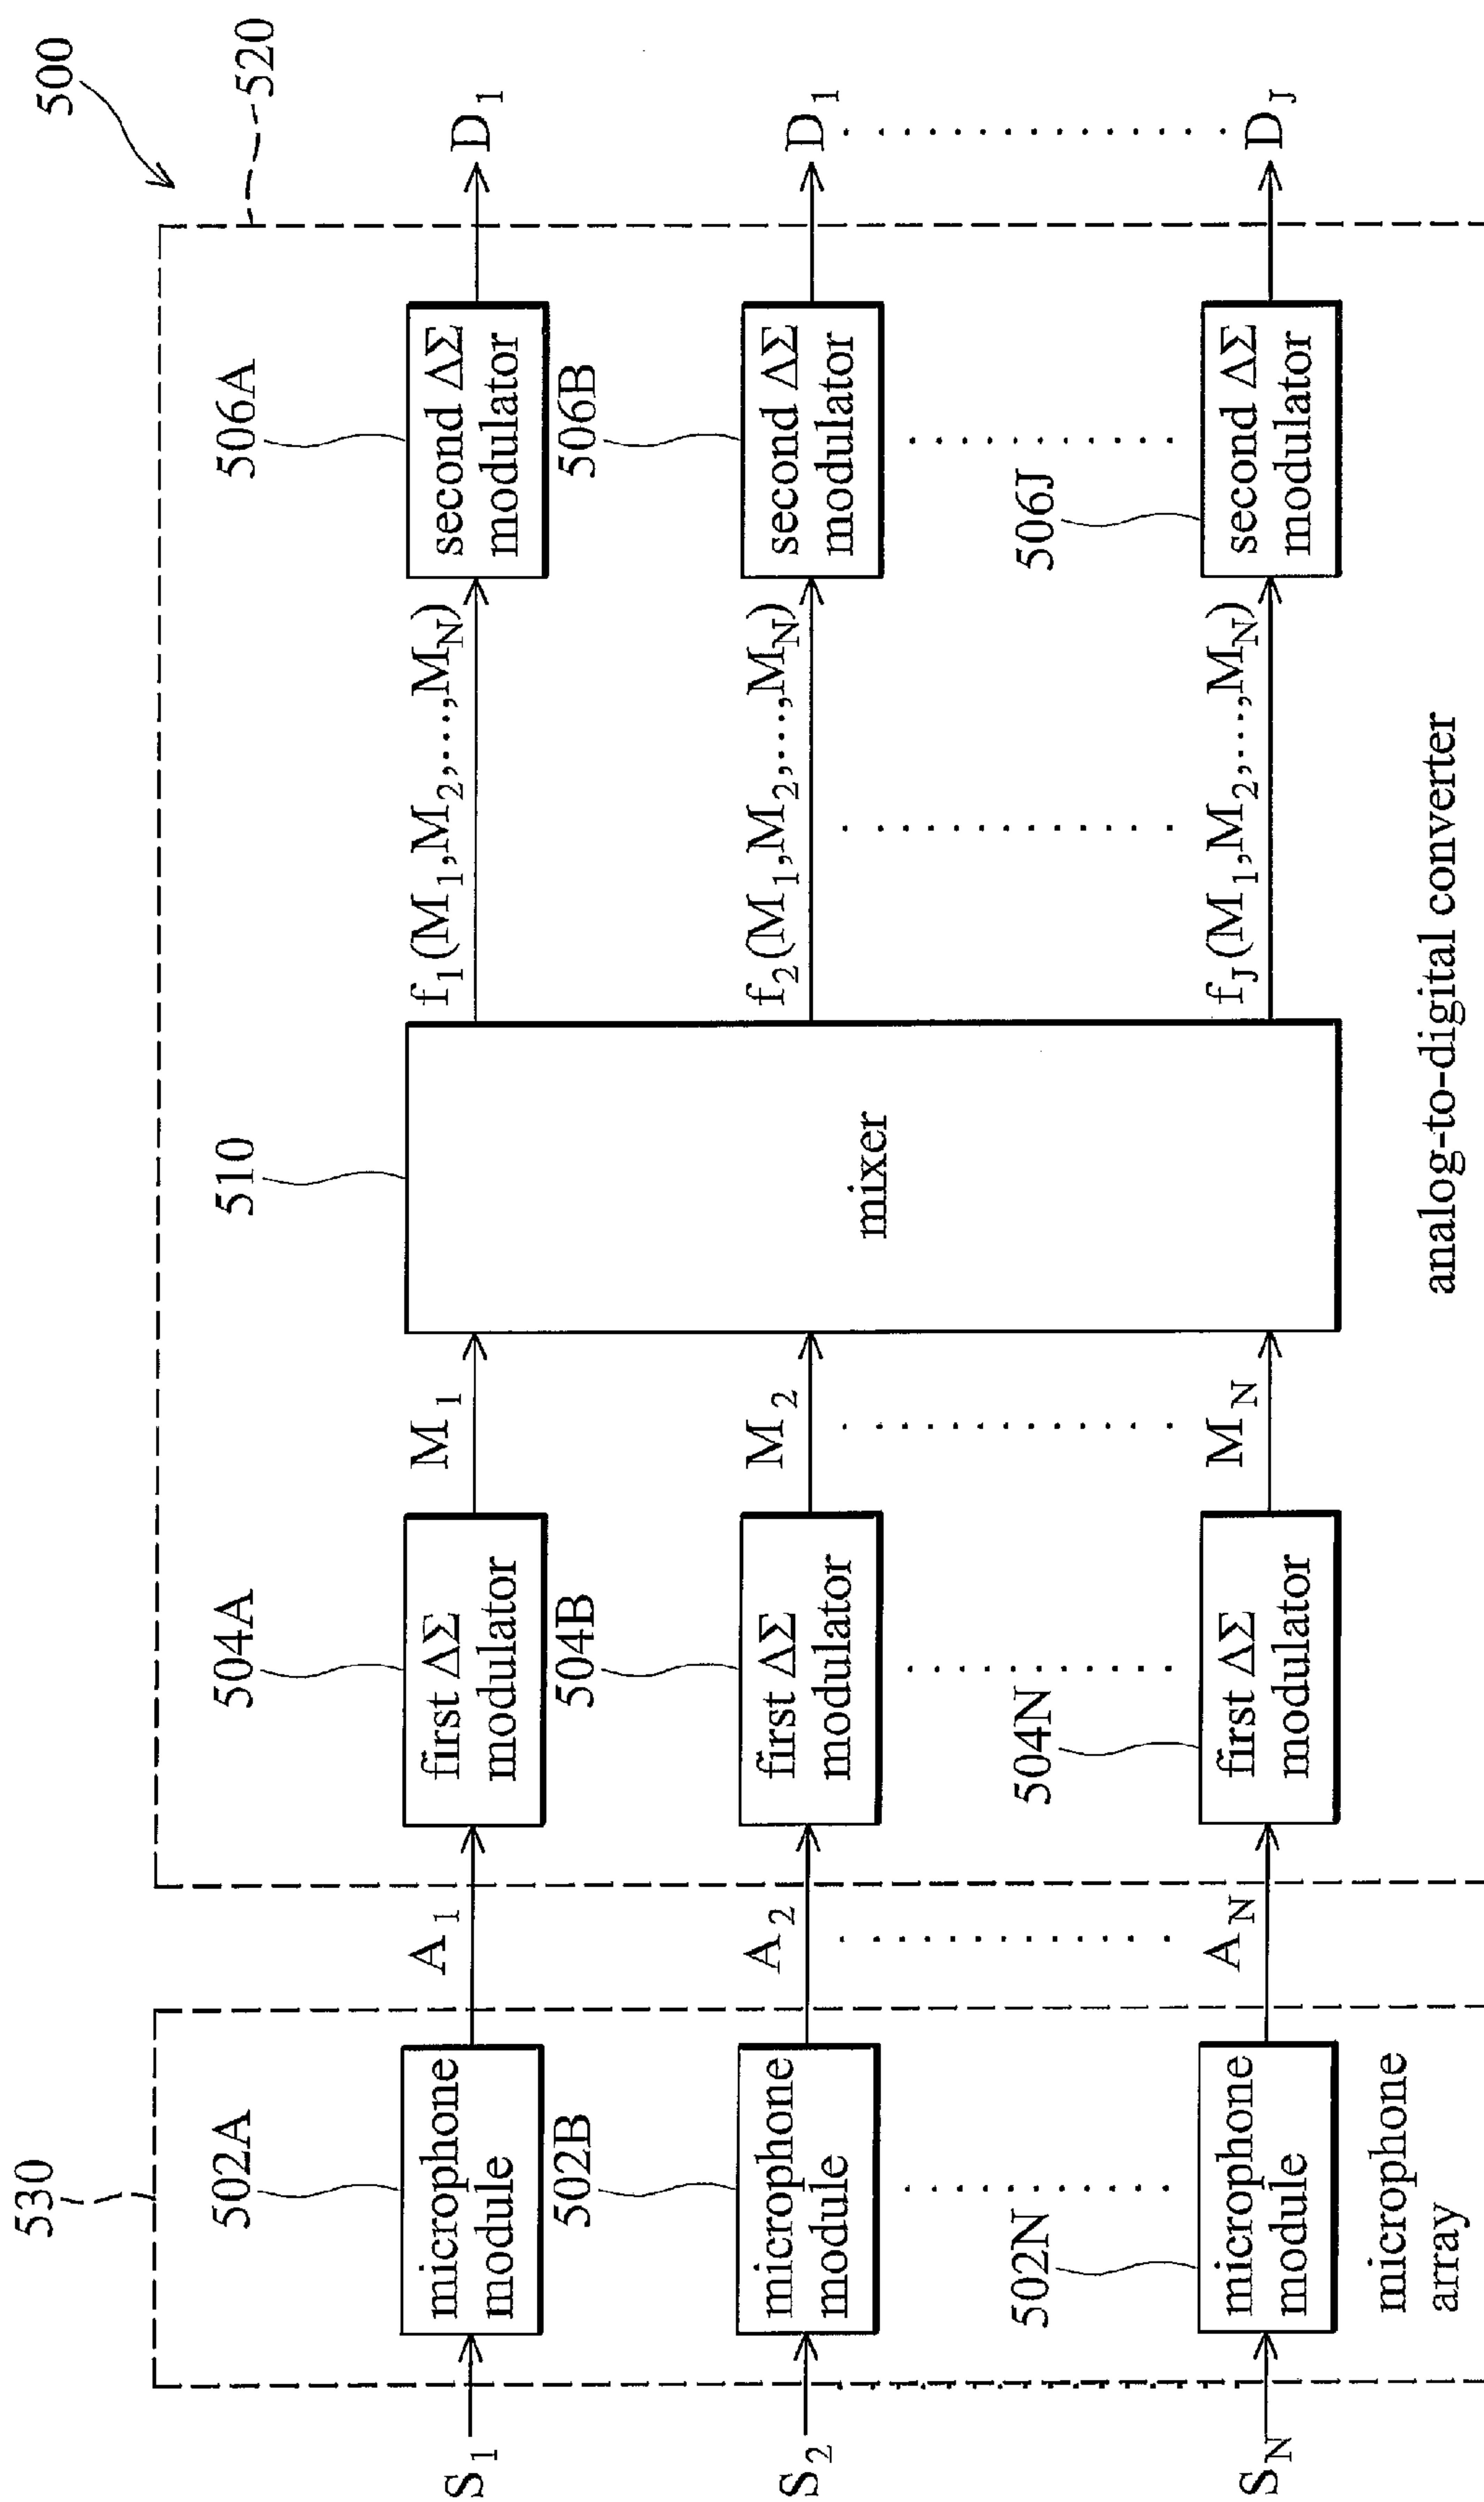 500
520
530
502A
504A
510
506A
S1
microphone
module
A1
first ΔΣ
modulator
M1
f1(M1,M2,...,MN)
second ΔΣ
modulator
D1
502B
504B
506B
S2
microphone
module
A2
first ΔΣ
modulator
M2
mixer
f2(M1,M2,...,MN)
second ΔΣ
modulator
D1
502N
504N
506J
SN
microphone
module
AN
first ΔΣ
modulator
MN
fJ(M1,M2,...,MN)
second ΔΣ
modulator
DJ
microphone
array
analog-to-digital converter